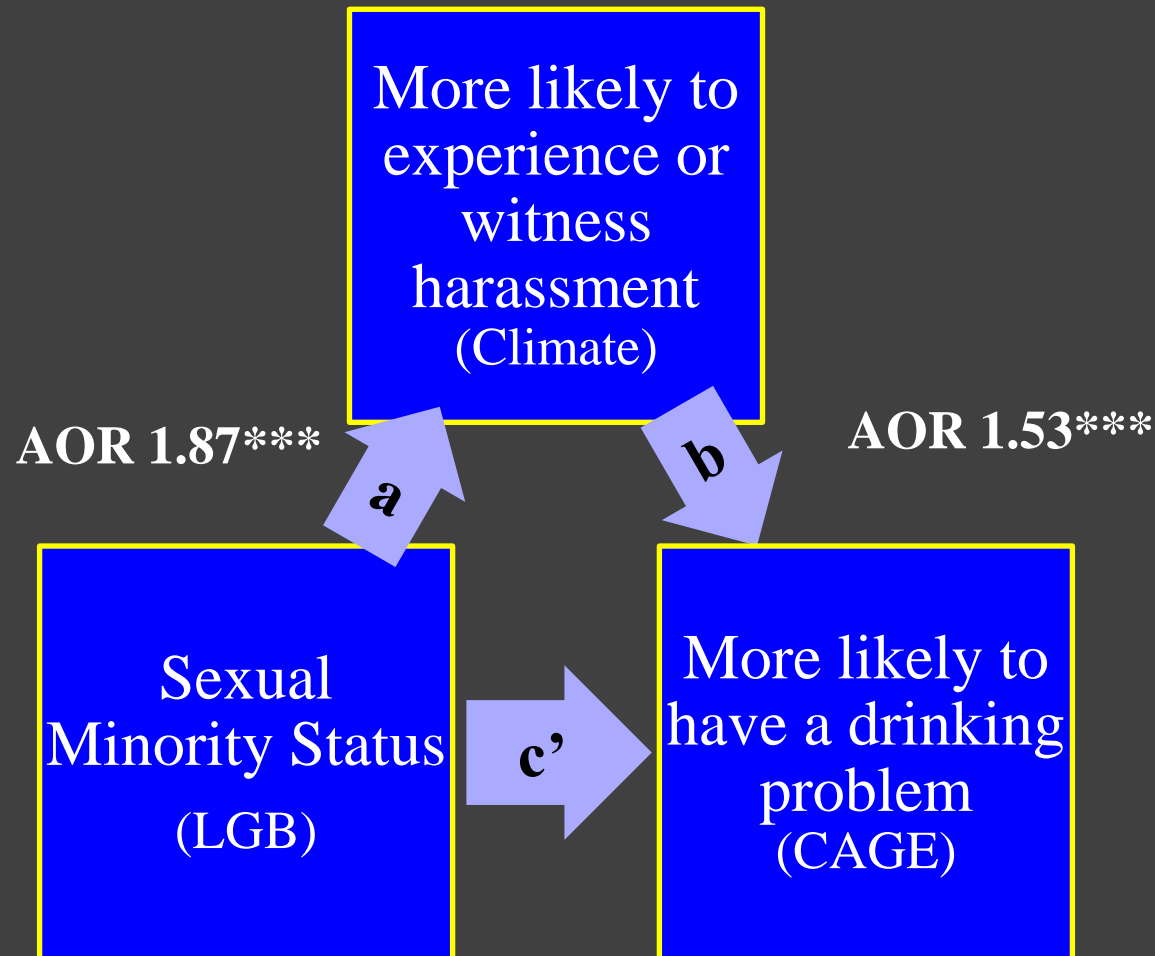 More likely to
experience or
witness
harassment
(Climate)
AOR 1.87***
AOR 1.53***
a
b
Sexual
Minority Status
(LGB)
c’
More likely to
have a drinking
problem
(CAGE)